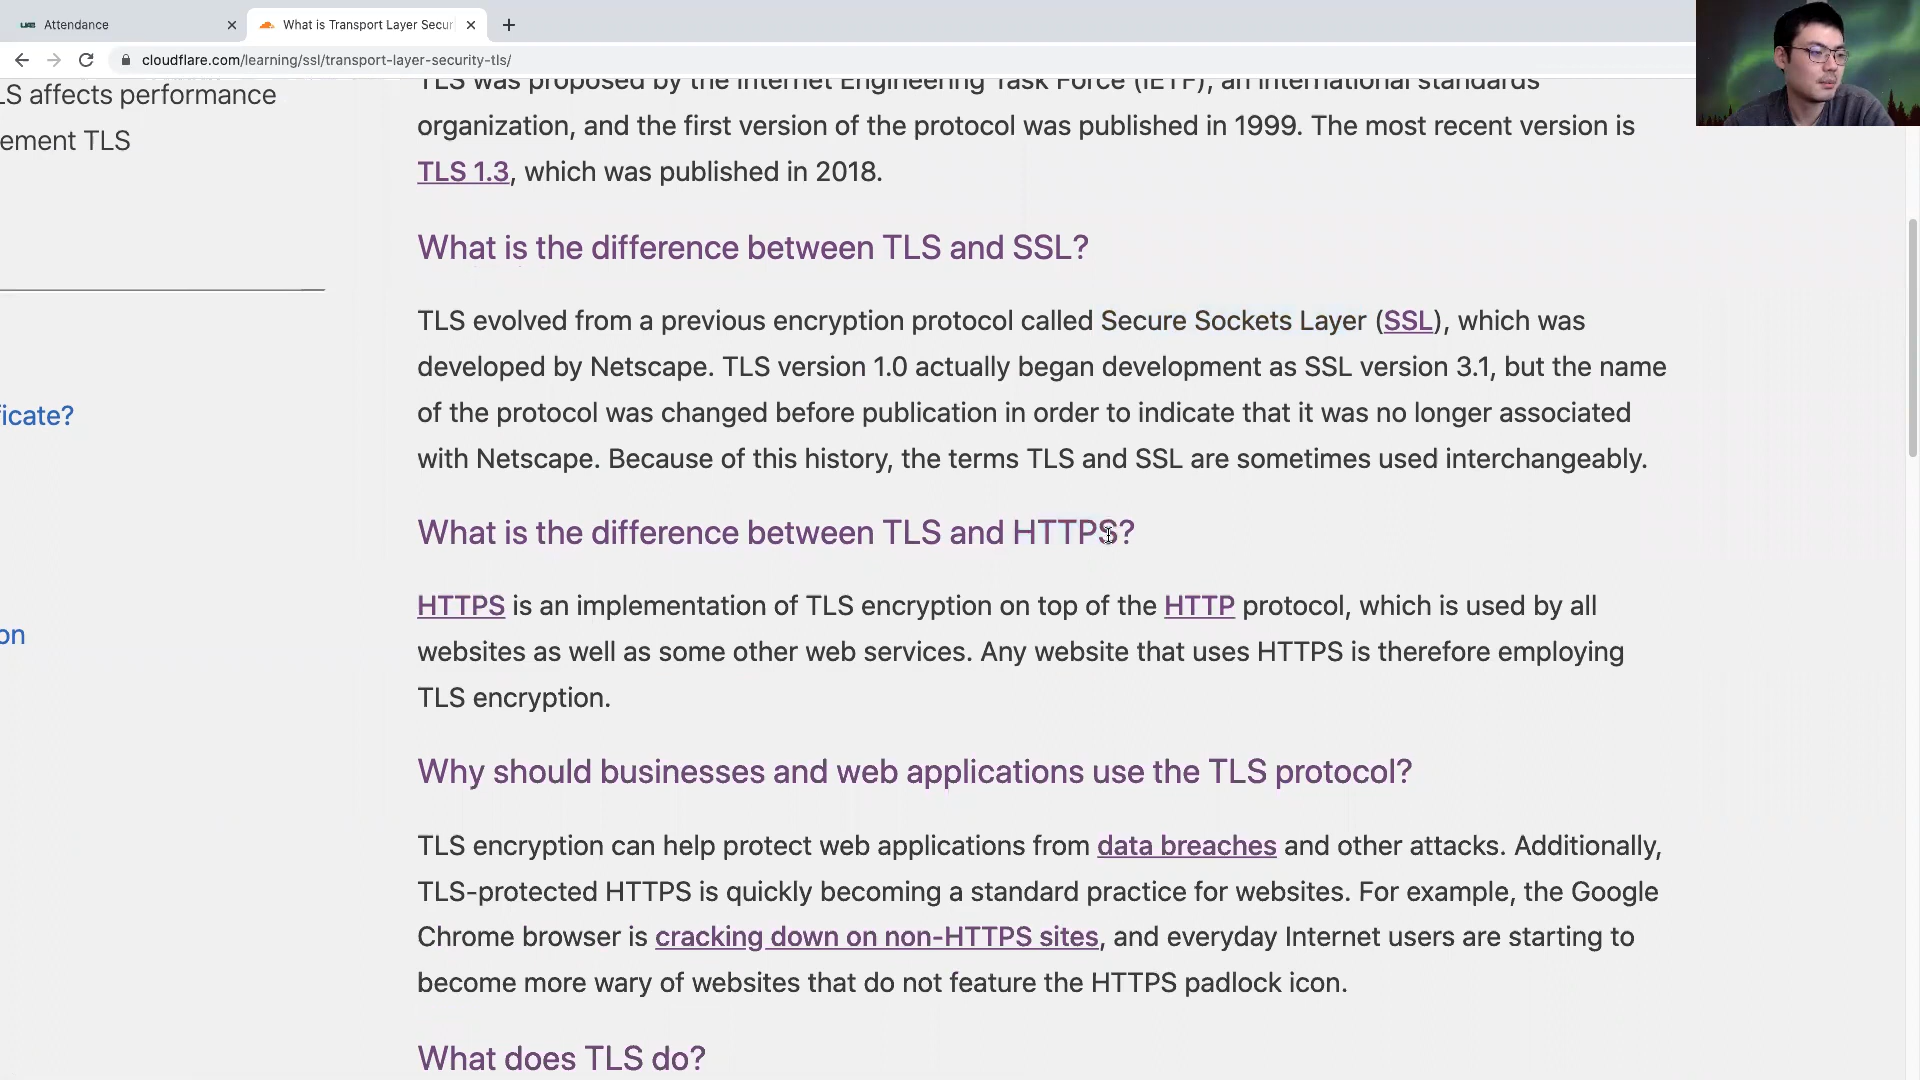 Attendance
What is Transport Layer Secur
cloudflare.com/learning/ssl/transport-layer-security-tls/
LS affects performance
ement TLS
ficate?
on
TLS was proposed by the Internet Engineering Task Force (IETF), an international standards
organization, and the first version of the protocol was published in 1999. The most recent version is
TLS 1.3, which was published in 2018.
What is the difference between TLS and SSL?
TLS evolved from a previous encryption protocol called Secure Sockets Layer (SSL), which was
developed by Netscape. TLS version 1.0 actually began development as SSL version 3.1, but the name
of the protocol was changed before publication in order to indicate that it was no longer associated
with Netscape. Because of this history, the terms TLS and SSL are sometimes used interchangeably.
What is the difference between TLS and HTTPS?
HTTPS is an implementation of TLS encryption on top of the HTTP protocol, which is used by all
websites as well as some other web services. Any website that uses HTTPS is therefore employing
TLS encryption.
Why should businesses and web applications use the TLS protocol?
TLS encryption can help protect web applications from data breaches and other attacks. Additionally,
TLS-protected HTTPS is quickly becoming a standard practice for websites. For example, the Google
Chrome browser is cracking down on non-HTTPS sites, and everyday Internet users are starting to
become more wary of websites that do not feature the HTTPS padlock icon.
What does TLS do?